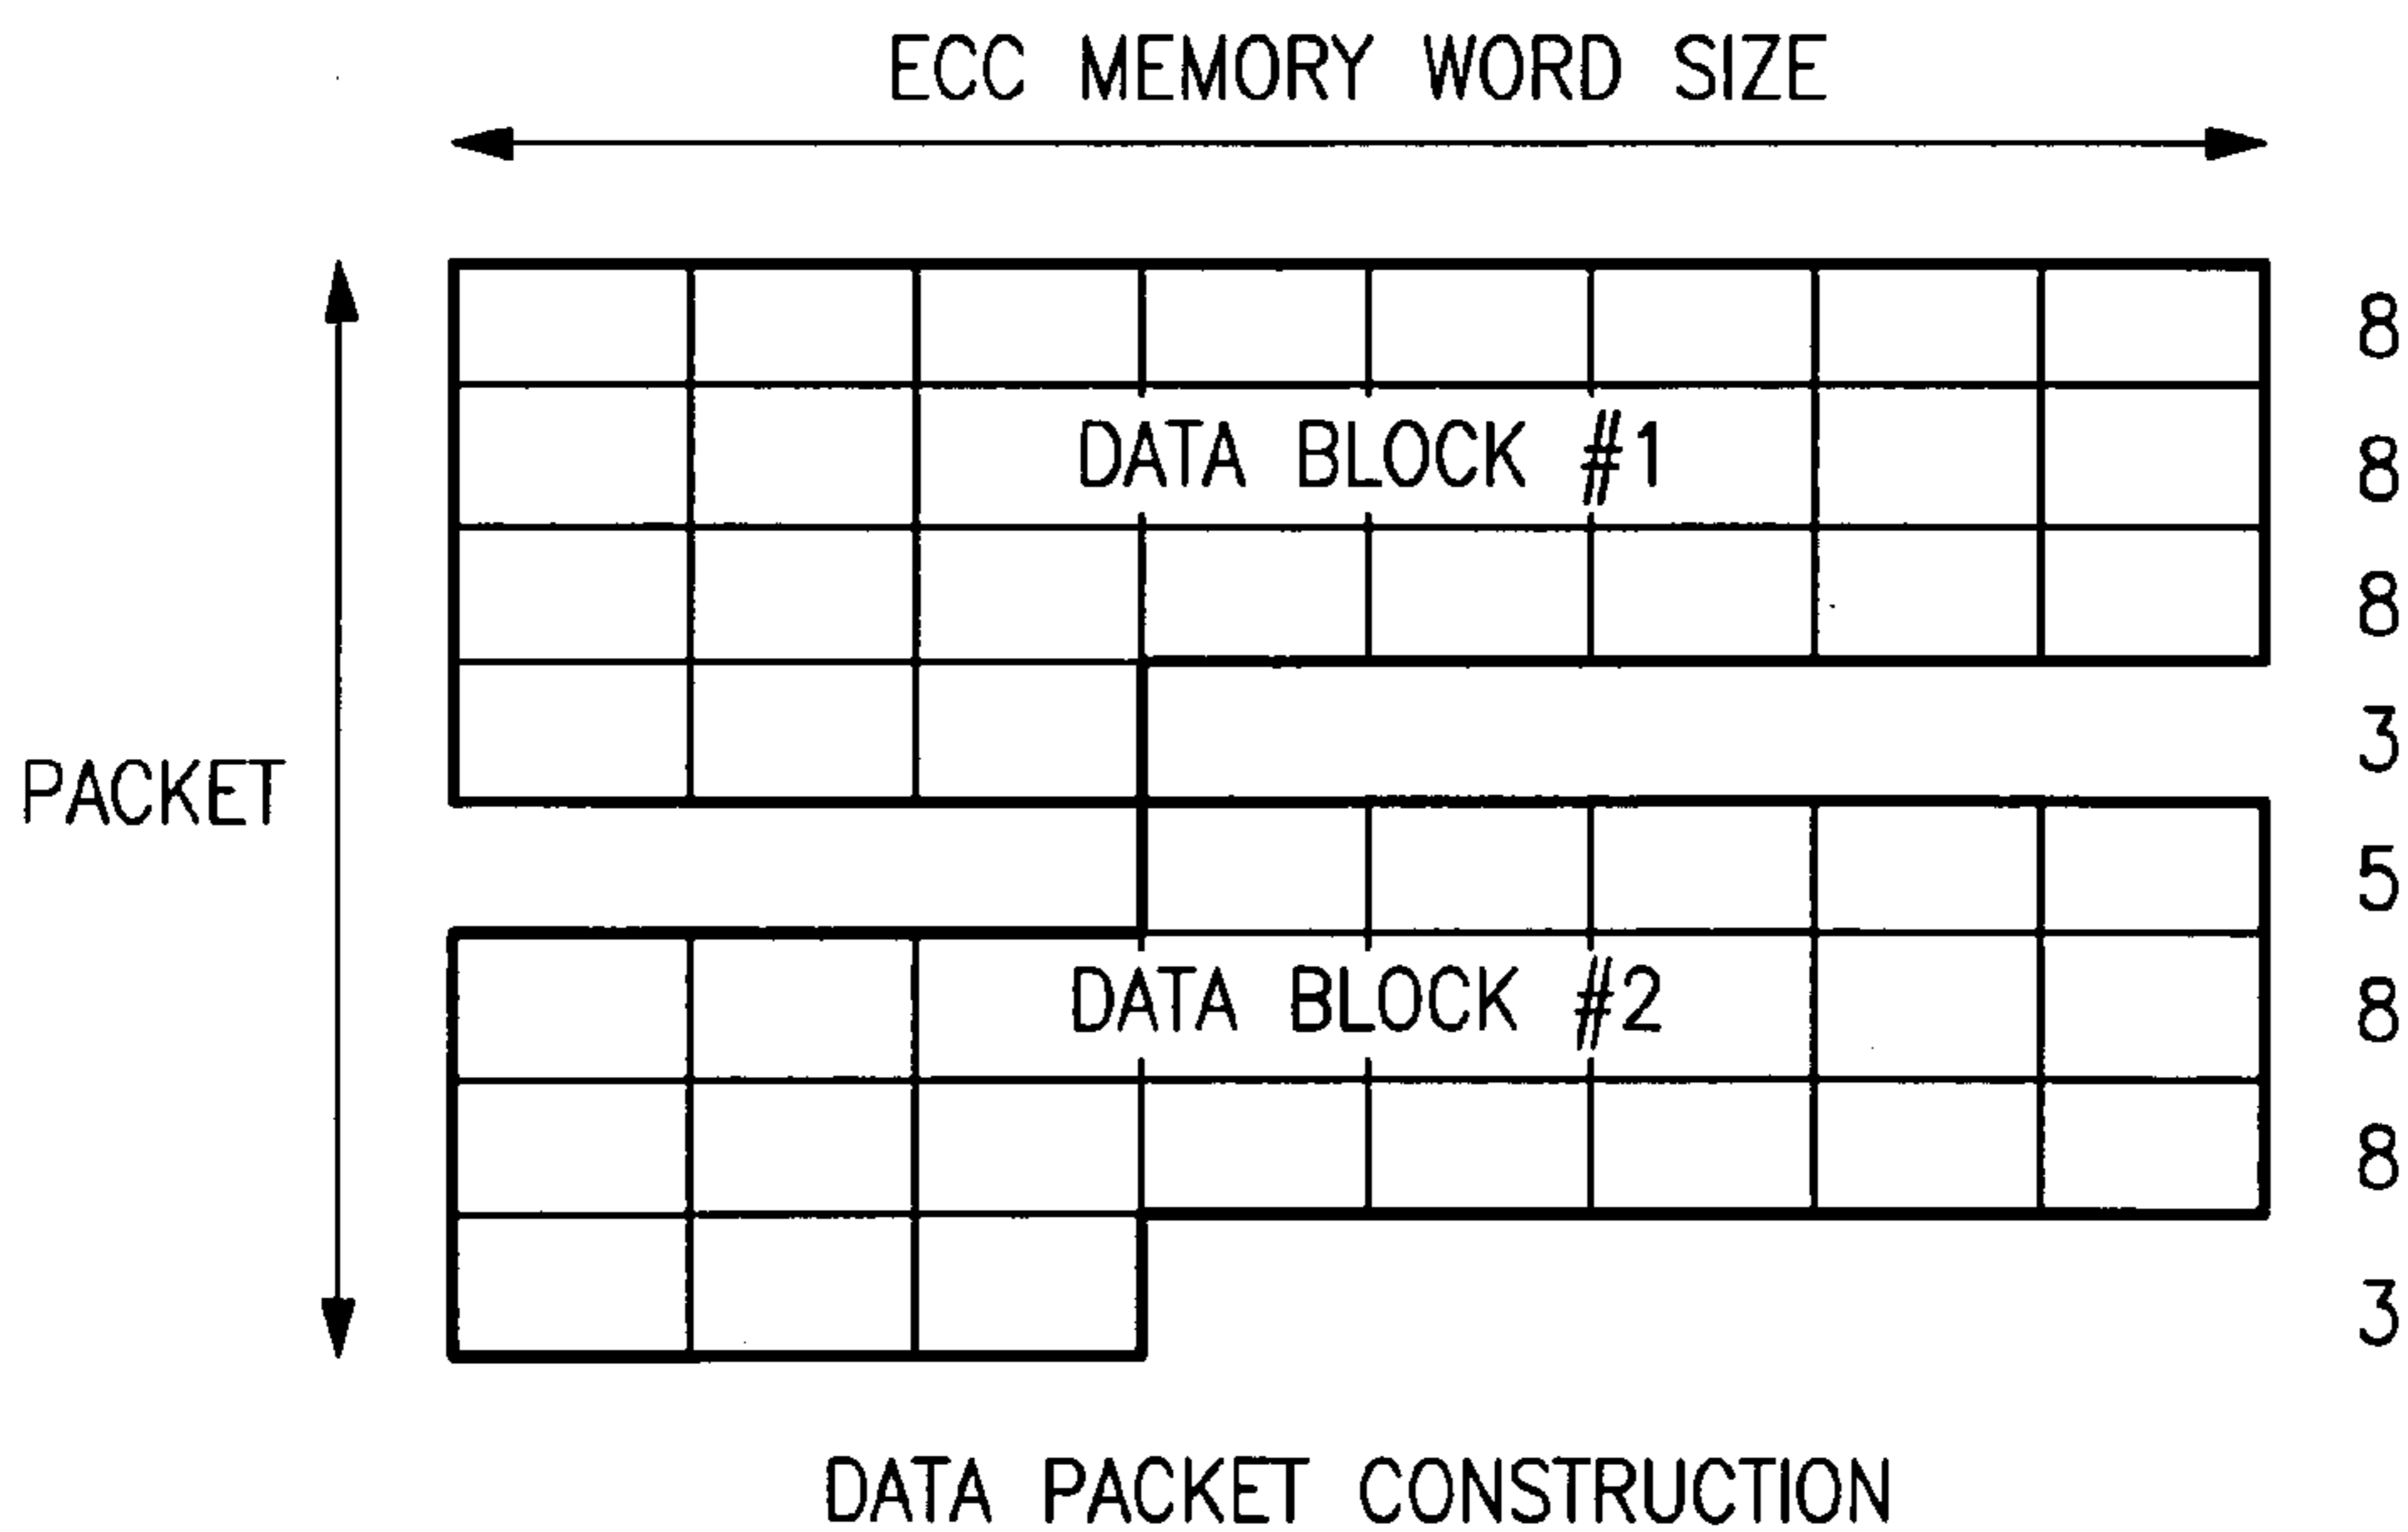 ECC MEMORY WORD SIZE
8
DATA BLOCK #1
8
8
3
PACKET
5
DATA BLOCK #2
8
8
3
DATA PACKET CONSTRUCTION